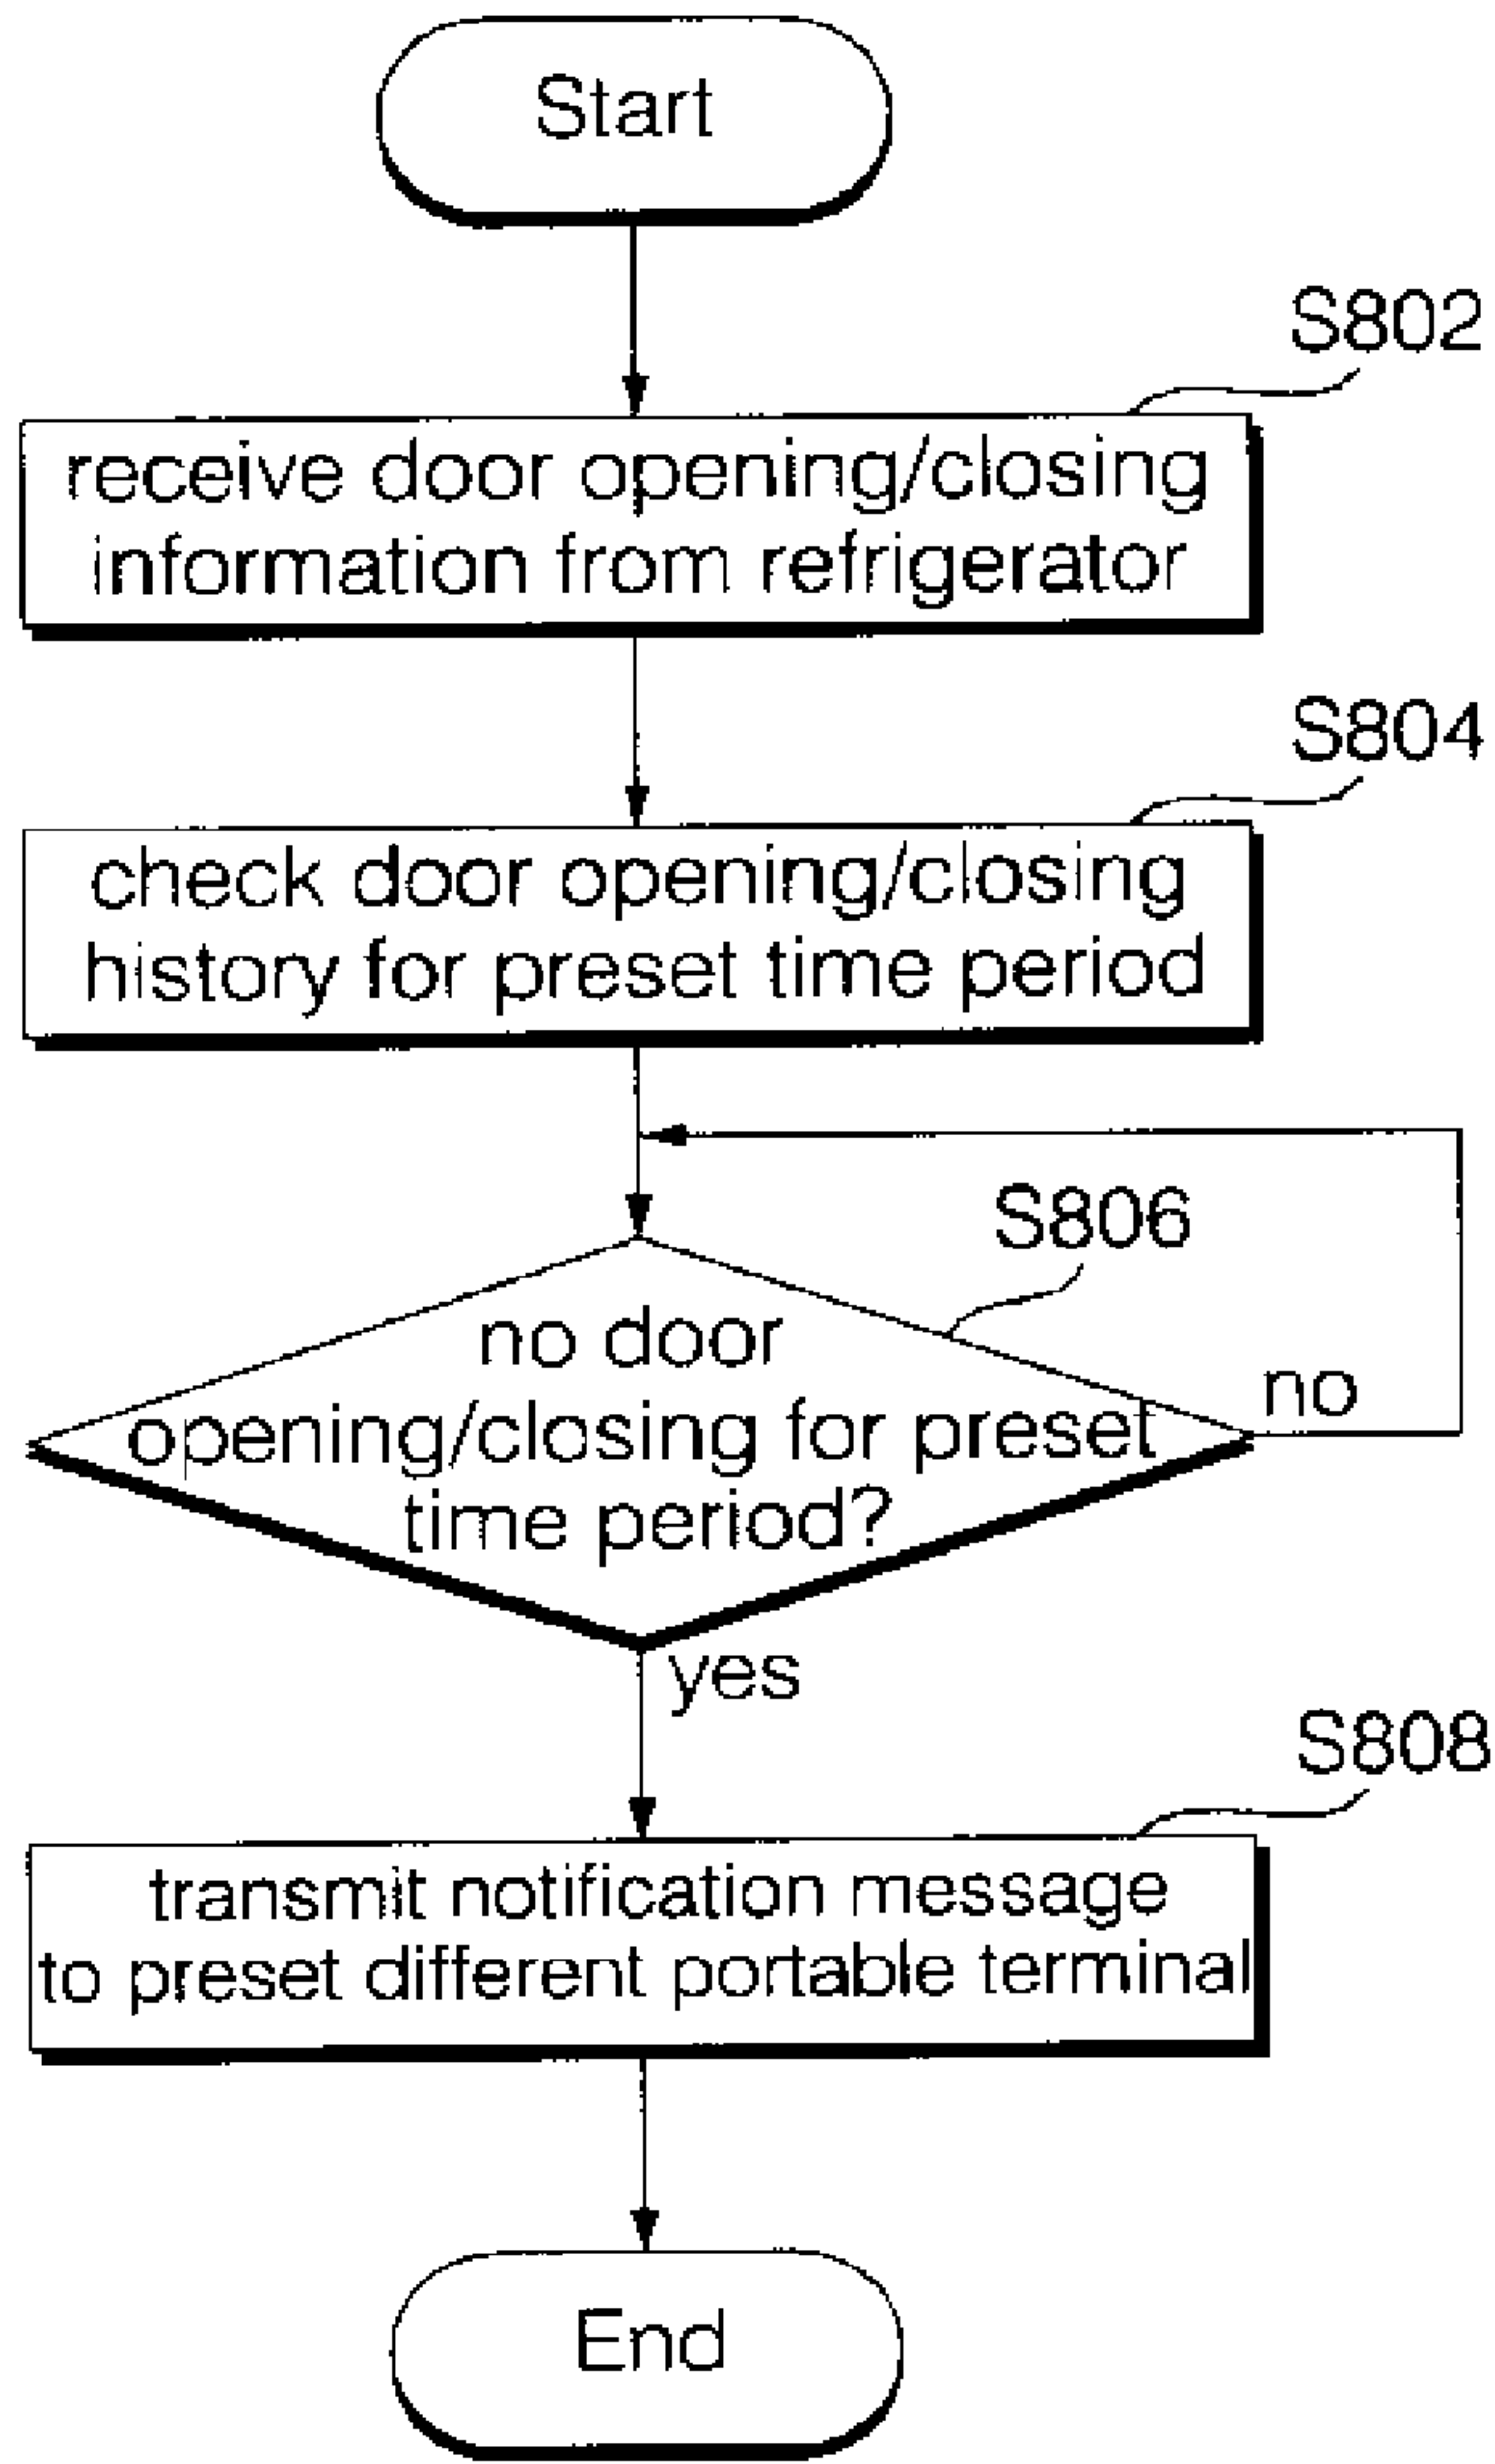 Start
S802
receive door opening/closing
information from refrigerator
S804
check door opening/closing
history for preset time period
S806
no door
opening/closing for preset
time period?
no
yes
S808
transmit notification message
to preset different portable terminal
End